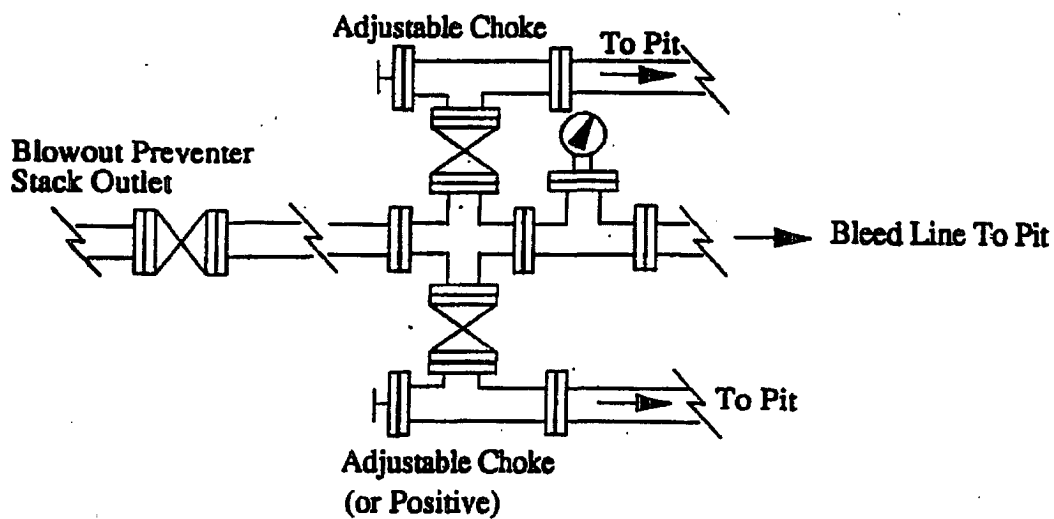 Adjustable Choke
To Pit
Blowout Preventer
Stack Outlet
Bleed Line To Pit
To Pit
Adjustable Choke
(or Positive)